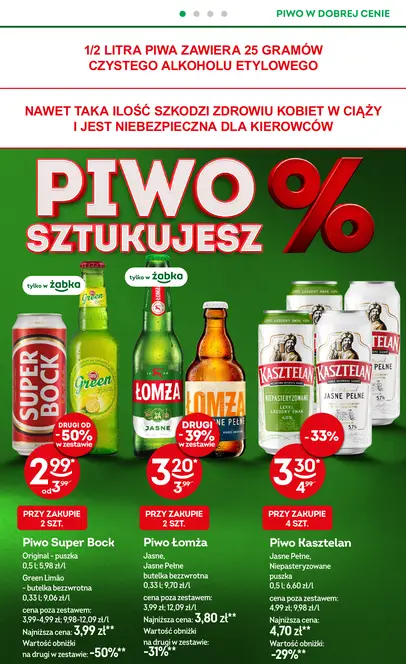 PIWO W DOBREJ CENIE
1/2 LITRA PIWA ZAWIERA 25 GRAMÓW
CZYSTEGO ALKOHOLU ETYLOWEGO
NAWET TAKA ILOŚĆ SZKODZI ZDROWIU KOBIET W CIĄŻY
I JEST NIEBEZPIECZNA DLA KIEROWCÓW
PIWO %
SZTUKUJESZ
tylko w żabka
tylko w żabka
SUPER BOCK
Green
Green
ŁOMŻA
JASNE
ŁOMŻA
JASNE PEŁNE
KASZTELAN
NIEPASTERYZOWANE
KASZTELAN
JASNE PEŁNE
5,7%
DRUGI OD
-50%
w zestawie
2,99*
od 3,99
DRUGI
-39%
w zestawie
3,20*
3,99
-33%
3,30*
4,99
PRZY ZAKUPIE
2 SZT.
Piwo Super Bock
Original - puszka
0,5 l; 5,98 zł/l
Green Limão
- butelka bezzwrotna
0,33 l; 9,06 zł/l
cena poza zestawem:
3,99-4,99 zł; 9,98-12,09 zł/l
Najniższa cena: 3,99 zł**
Wartość obniżki
na drugi w zestawie: -50%**
PRZY ZAKUPIE
2 SZT.
Piwo Łomża
Jasne,
Jasne Pełne
butelka bezzwrotna
0,33 l; 9,70 zł/l
cena poza zestawem:
3,99 zł; 12,09 zł/l
Najniższa cena: 3,80 zł**
Wartość obniżki
na drugi w zestawie:
-31%**
PRZY ZAKUPIE
4 SZT.
Piwo Kasztelan
Jasne Pełne,
Niepasteryzowane
puszka
0,5 l; 6,60 zł/l
cena poza zestawem:
4,99 zł; 9,98 zł/l
Najniższa cena:
4,70 zł**
Wartość obniżki:
-29%**